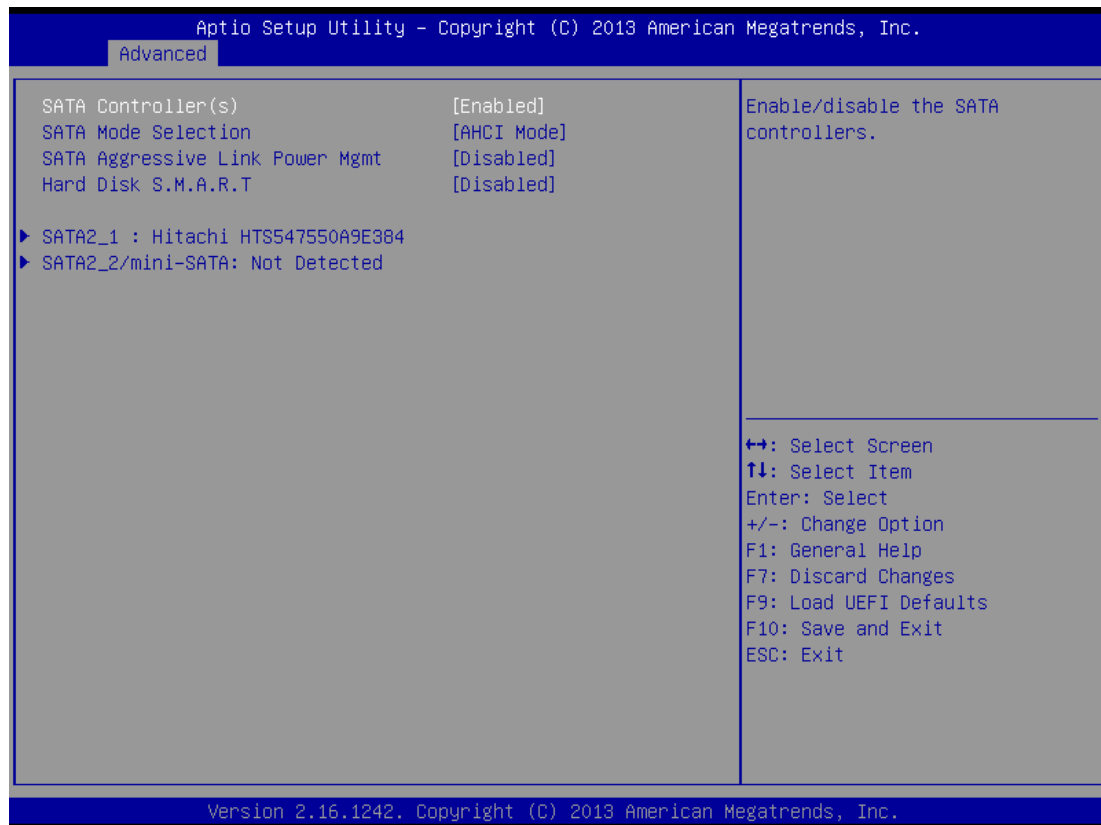 Aptio Setup Utility – Copyright (C) 2013 American Megatrends, Inc.
Advanced
SATA Controller(s) [Enabled]
SATA Mode Selection [AHCI Mode]
SATA Aggressive Link Power Mgmt [Disabled]
Hard Disk S.M.A.R.T [Disabled]
SATA2_1 : Hitachi HTS547550A9E384
SATA2_2/mini-SATA: Not Detected
Enable/disable the SATA
controllers.
↔: Select Screen
↑↓: Select Item
Enter: Select
+/-: Change Option
F1: General Help
F7: Discard Changes
F9: Load UEFI Defaults
F10: Save and Exit
ESC: Exit
Version 2.16.1242. Copyright (C) 2013 American Megatrends, Inc.